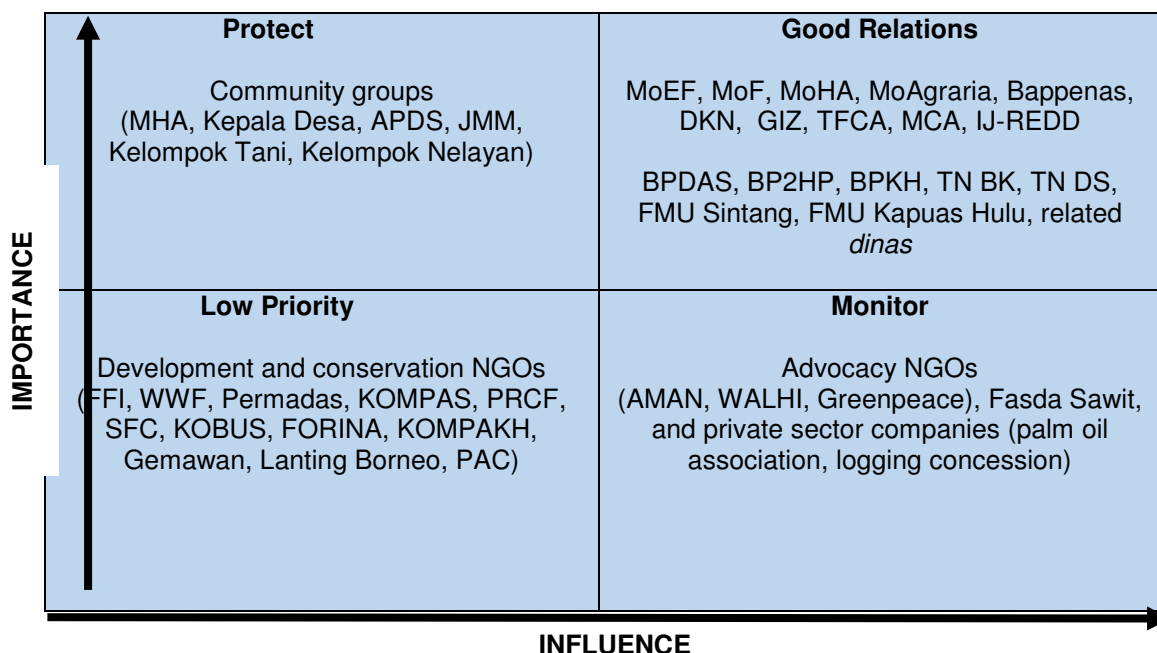 Protect
Community groups
(MHA, Kepala Desa, APDS, JMM,
Kelompok Tani, Kelompok Nelayan)
Good Relations
MoEF, MoF, MoHA, MoAgraria, Bappenas,
DKN, GIZ, TFCA, MCA, IJ-REDD
BPDAS, BP2HP, BPKH, TN BK, TN DS,
FMU Sintang, FMU Kapuas Hulu, related
dinas
IMPORTANCE
Low Priority
Development and conservation NGOs
(FFI, WWF, Permadas, KOMPAS, PRCF,
SFC, KOBUS, FORINA, KOMPAKH,
Gemawan, Lanting Borneo, PAC)
Monitor
Advocacy NGOs
(AMAN, WALHI, Greenpeace), Fasda Sawit,
and private sector companies (palm oil
association, logging concession)
INFLUENCE